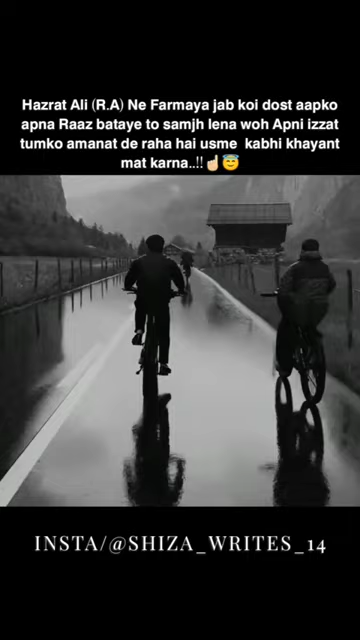 Hazrat Ali (R.A) Ne Farmaya jab koi dost aapko
apna Raaz bataye to samjh lena woh Apni izzat
tumko amanat de raha hai usme kabhi khayant
mat karna..!!☝🏻😇
INSTA/@SHIZA_WRITES_14